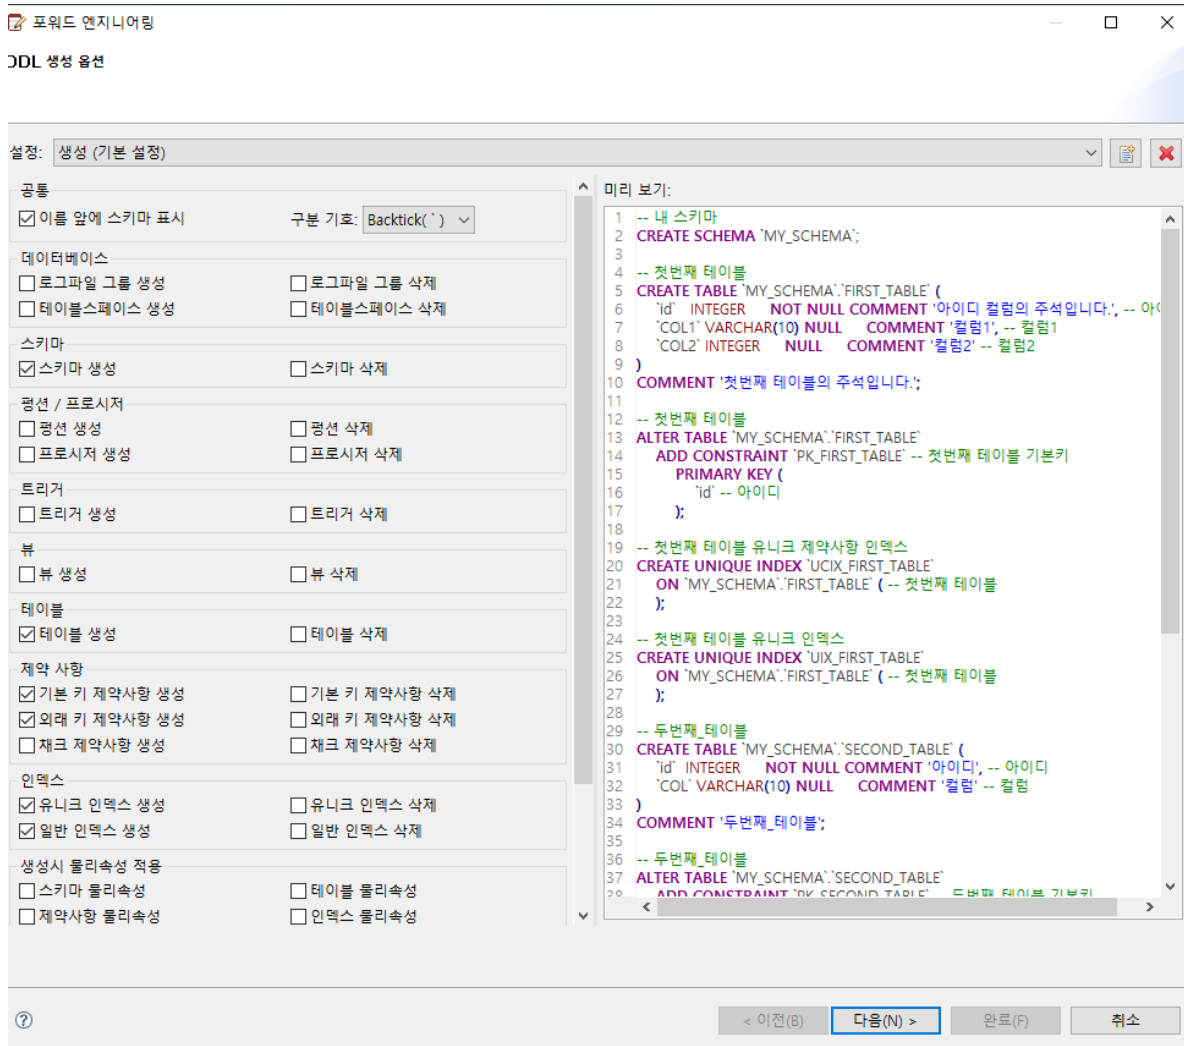 포워드 엔지니어링
DDL 생성 옵션
설정: 생성 (기본 설정)
공통
이름 앞에 스키마 표시 구분 기호: Backtick( ` )
데이터베이스
로그파일 그룹 생성 로그파일 그룹 삭제
테이블스페이스 생성 테이블스페이스 삭제
스키마
스키마 생성 스키마 삭제
펑션 / 프로시저
펑션 생성 펑션 삭제
프로시저 생성 프로시저 삭제
트리거
트리거 생성 트리거 삭제
뷰
뷰 생성 뷰 삭제
테이블
테이블 생성 테이블 삭제
제약 사항
기본 키 제약사항 생성 기본 키 제약사항 삭제
외래 키 제약사항 생성 외래 키 제약사항 삭제
채크 제약사항 생성 채크 제약사항 삭제
인덱스
유니크 인덱스 생성 유니크 인덱스 삭제
일반 인덱스 생성 일반 인덱스 삭제
생성시 물리속성 적용
스키마 물리속성 테이블 물리속성
제약사항 물리속성 인덱스 물리속성
미리 보기:
1 -- 내 스키마
2 CREATE SCHEMA `MY_SCHEMA`;
3
4 -- 첫번째 테이블
5 CREATE TABLE `MY_SCHEMA`.`FIRST_TABLE` (
6 `id` INTEGER NOT NULL COMMENT '아이디 컬럼의 주석입니다.', -- 아이
7 `COL1` VARCHAR(10) NULL COMMENT '컬럼1', -- 컬럼1
8 `COL2` INTEGER NULL COMMENT '컬럼2' -- 컬럼2
9 )
10 COMMENT '첫번째 테이블의 주석입니다.';
11
12 -- 첫번째 테이블
13 ALTER TABLE `MY_SCHEMA`.`FIRST_TABLE`
14 ADD CONSTRAINT `PK_FIRST_TABLE` -- 첫번째 테이블 기본키
15 PRIMARY KEY (
16 `id` -- 아이디
17 );
18
19 -- 첫번째 테이블 유니크 제약사항 인덱스
20 CREATE UNIQUE INDEX `UCIX_FIRST_TABLE`
21 ON `MY_SCHEMA`.`FIRST_TABLE` ( -- 첫번째 테이블
22 );
23
24 -- 첫번째 테이블 유니크 인덱스
25 CREATE UNIQUE INDEX `UIX_FIRST_TABLE`
26 ON `MY_SCHEMA`.`FIRST_TABLE` ( -- 첫번째 테이블
27 );
28
29 -- 두번째_테이블
30 CREATE TABLE `MY_SCHEMA`.`SECOND_TABLE` (
31 `id` INTEGER NOT NULL COMMENT '아이디', -- 아이디
32 `COL` VARCHAR(10) NULL COMMENT '컬럼' -- 컬럼
33 )
34 COMMENT '두번째_테이블';
35
36 -- 두번째_테이블
37 ALTER TABLE `MY_SCHEMA`.`SECOND_TABLE`
38 ADD CONSTRAINT `PK_SECOND_TABLE` -- 두번째_테이블 기본키
< 이전(B) 다음(N) > 완료(F) 취소